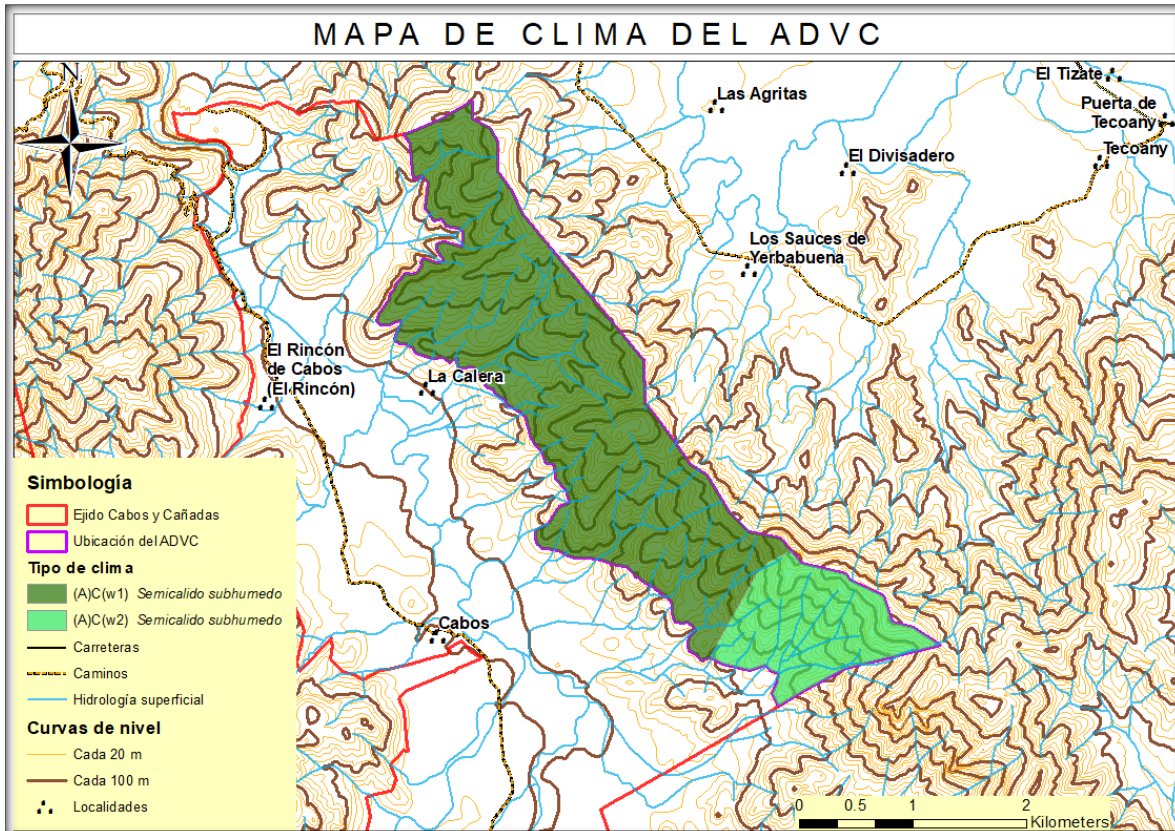 MAPA DE CLIMA DEL ADVC
N
El Tizate
Las Agritas
Puerta de
Tecoany
Tecoany
El Divisadero
Los Sauces de
Yerbabuena
El Rincón
de Cabos
(El Rincón)
La Calera
Cabos
Simbología
Ejido Cabos y Cañadas
Ubicación del ADVC
Tipo de clima
(A)C(w1) Semicalido subhumedo
(A)C(w2) Semicalido subhumedo
Carreteras
Caminos
Hidrología superficial
Curvas de nivel
Cada 20 m
Cada 100 m
Localidades
0 0.5 1 2
Kilometers